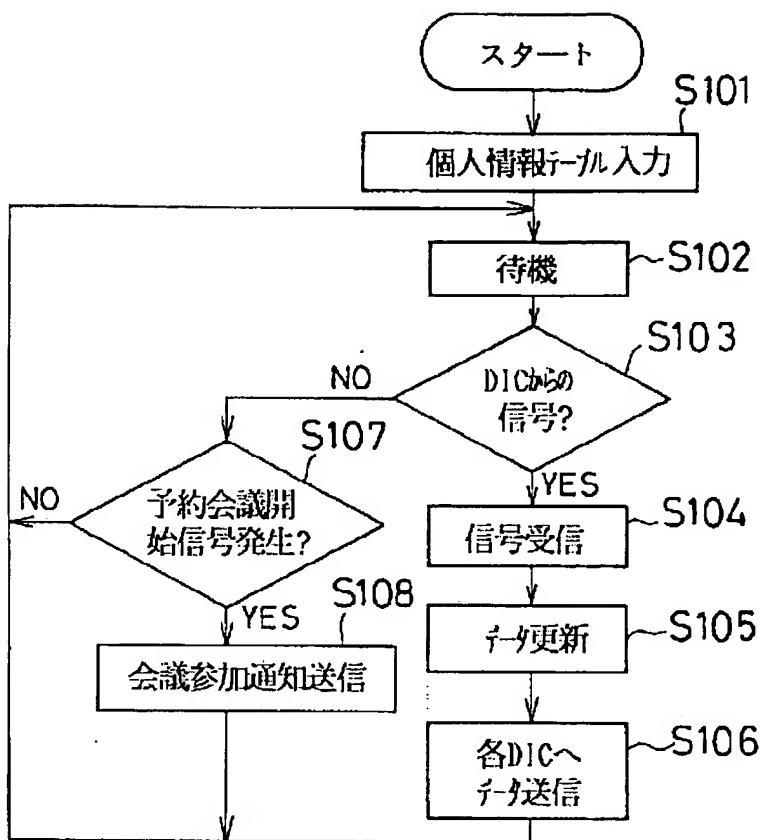 スタート
S101
個人情報テーブル入力
待機
S102
S103
DICからの
信号?
NO
S107
YES
予約会議開
始信号発生?
NO
信号受信
S104
YES
S108
データ更新
S105
会議参加通知送信
各DICへ
データ送信
S106